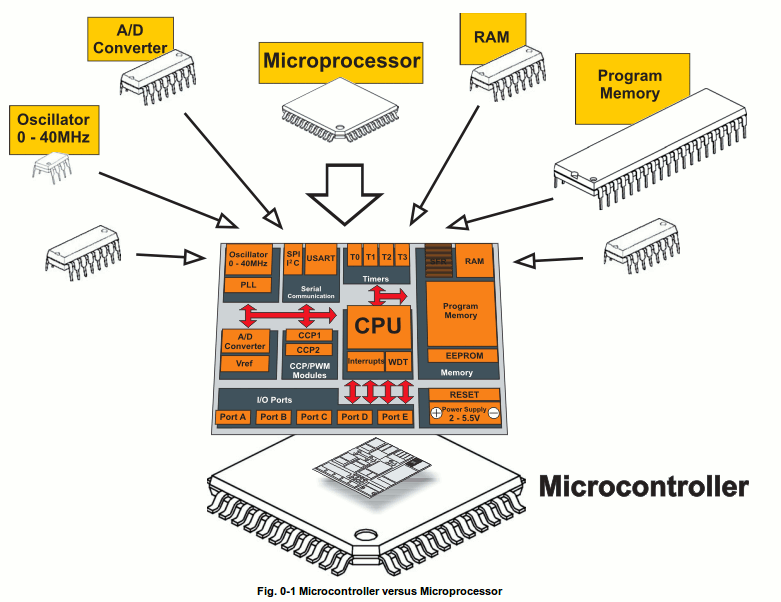 A/D
Converter
Microprocessor
RAM
Program
Memory
Oscillator
0 - 40MHz
Oscillator
0 - 40MHz
PLL
SPI
I²C
USART
Serial
Communication
T0
T1
T2
T3
Timers
RAM
Program
Memory
EEPROM
Memory
CPU
Interrupts
WDT
A/D
Converter
Vref
CCP1
CCP2
CCP/PWM
Modules
I/O Ports
Port A
Port B
Port C
Port D
Port E
RESET
Power Supply
2 - 5.5V
Microcontroller
Fig. 0-1 Microcontroller versus Microprocessor